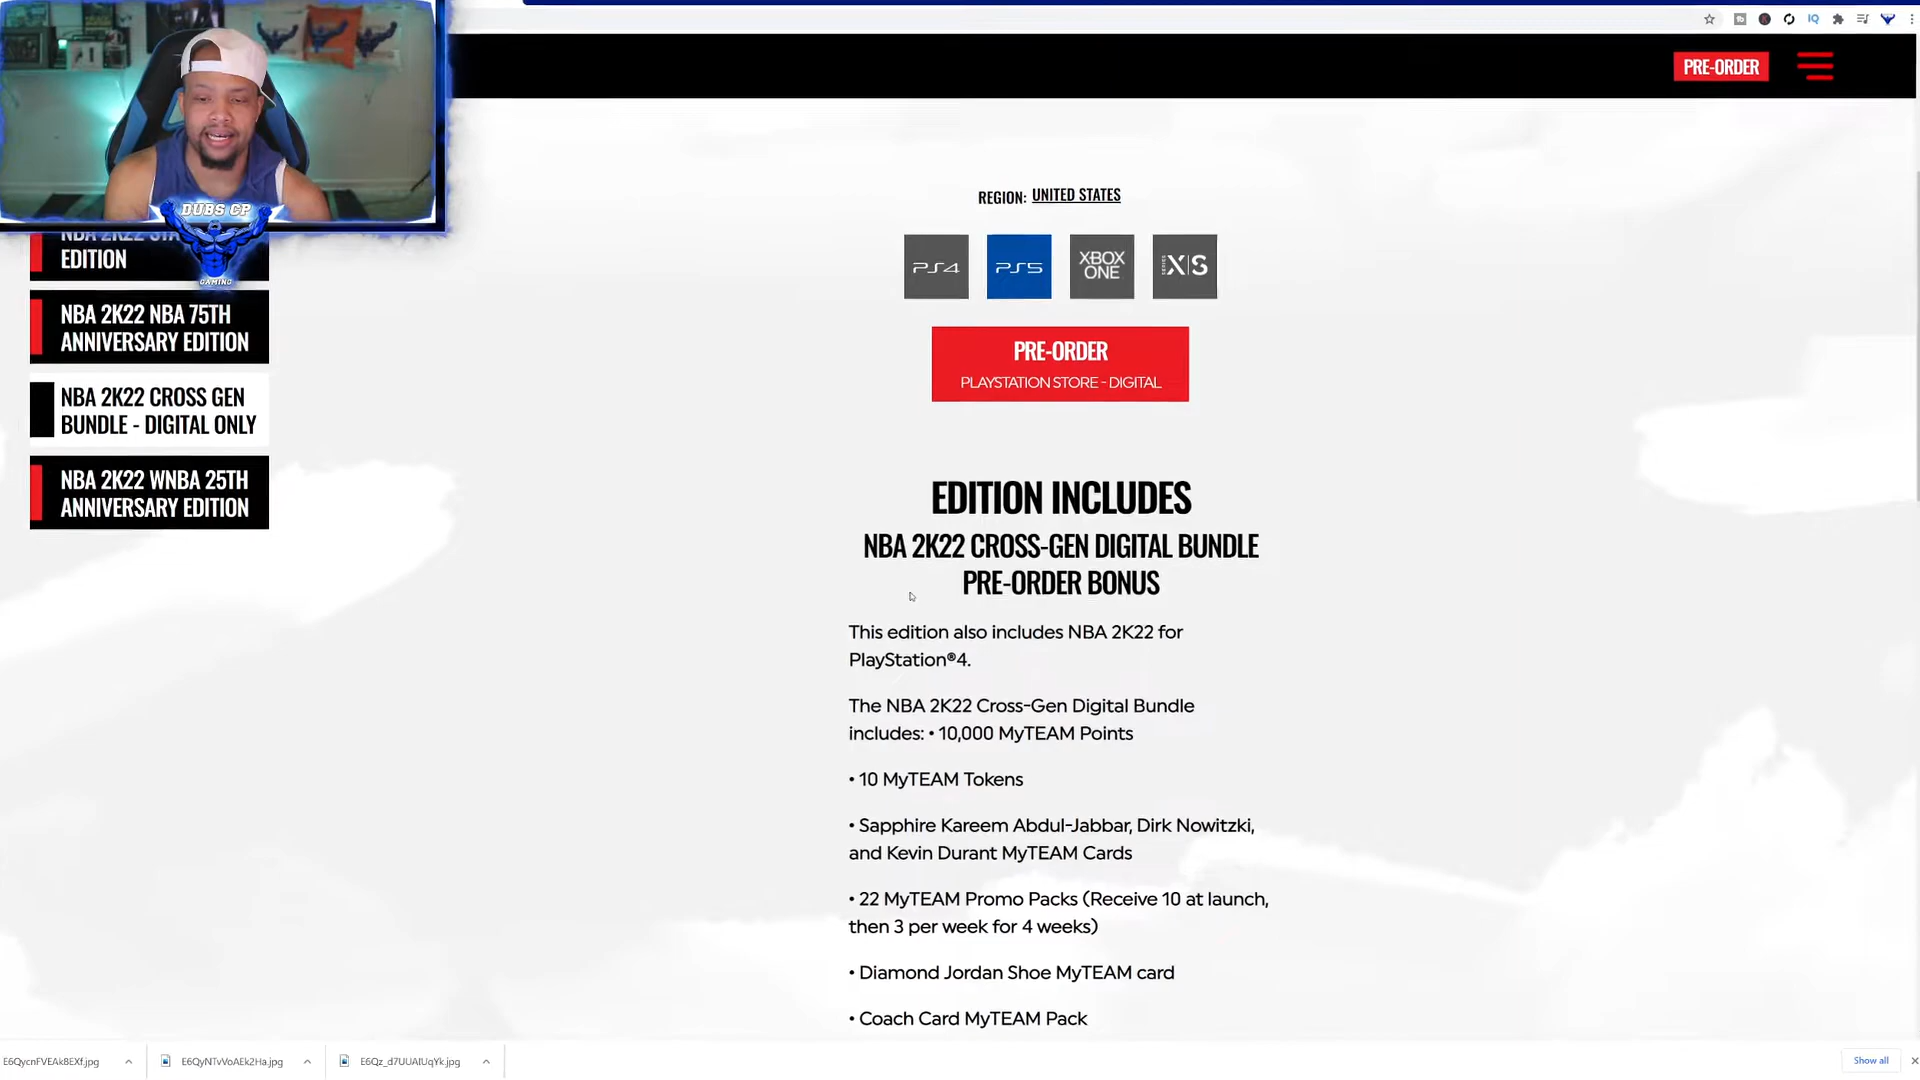 IQ
PRE-ORDER
DUBS CP
GAMING
REGION: UNITED STATES
PS4
PS5
XBOX
ONE
SERIES X|S
EDITION
NBA 2K22 NBA 75TH
ANNIVERSARY EDITION
NBA 2K22 CROSS GEN
BUNDLE - DIGITAL ONLY
NBA 2K22 WNBA 25TH
ANNIVERSARY EDITION
PRE-ORDER
PLAYSTATION STORE - DIGITAL
EDITION INCLUDES
NBA 2K22 CROSS-GEN DIGITAL BUNDLE
PRE-ORDER BONUS
This edition also includes NBA 2K22 for
PlayStation®4.
The NBA 2K22 Cross-Gen Digital Bundle
includes: • 10,000 MyTEAM Points
• 10 MyTEAM Tokens
• Sapphire Kareem Abdul-Jabbar, Dirk Nowitzki,
and Kevin Durant MyTEAM Cards
• 22 MyTEAM Promo Packs (Receive 10 at launch,
then 3 per week for 4 weeks)
• Diamond Jordan Shoe MyTEAM card
• Coach Card MyTEAM Pack
E6QycnFVEAk8EXf.jpg
E6QyNTvVoAEk2Ha.jpg
E6Qz_d7UUAIUqYk.jpg
Show all